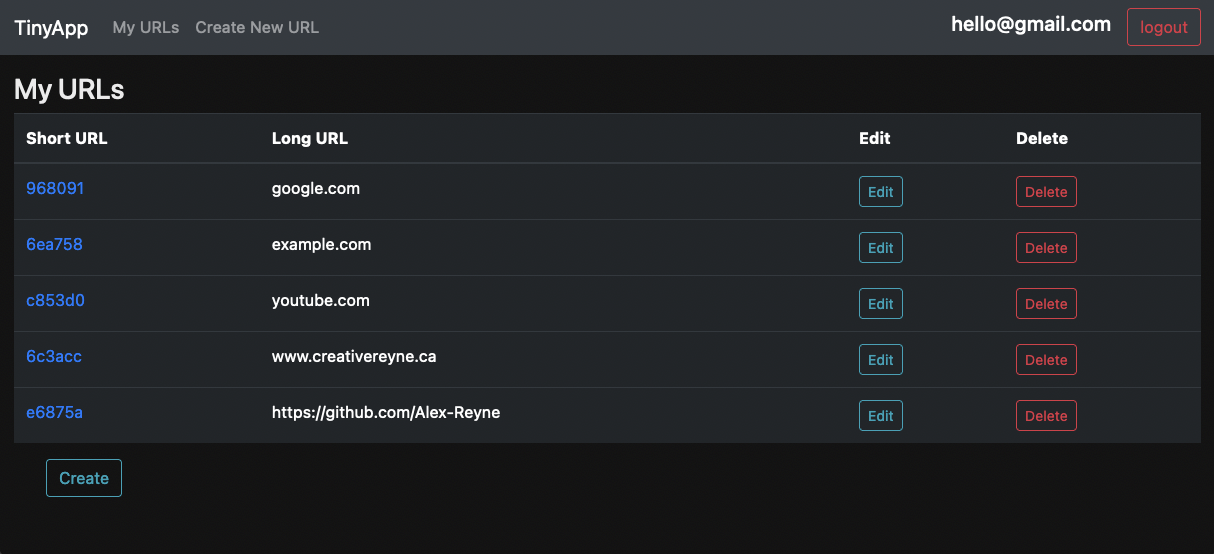 TinyApp My URLs Create New URL hello@gmail.com logout
My URLs
Short URL Long URL Edit Delete
968091 google.com Edit Delete
6ea758 example.com Edit Delete
c853d0 youtube.com Edit Delete
6c3acc www.creativereyne.ca Edit Delete
e6875a https://github.com/Alex-Reyne Edit Delete
Create